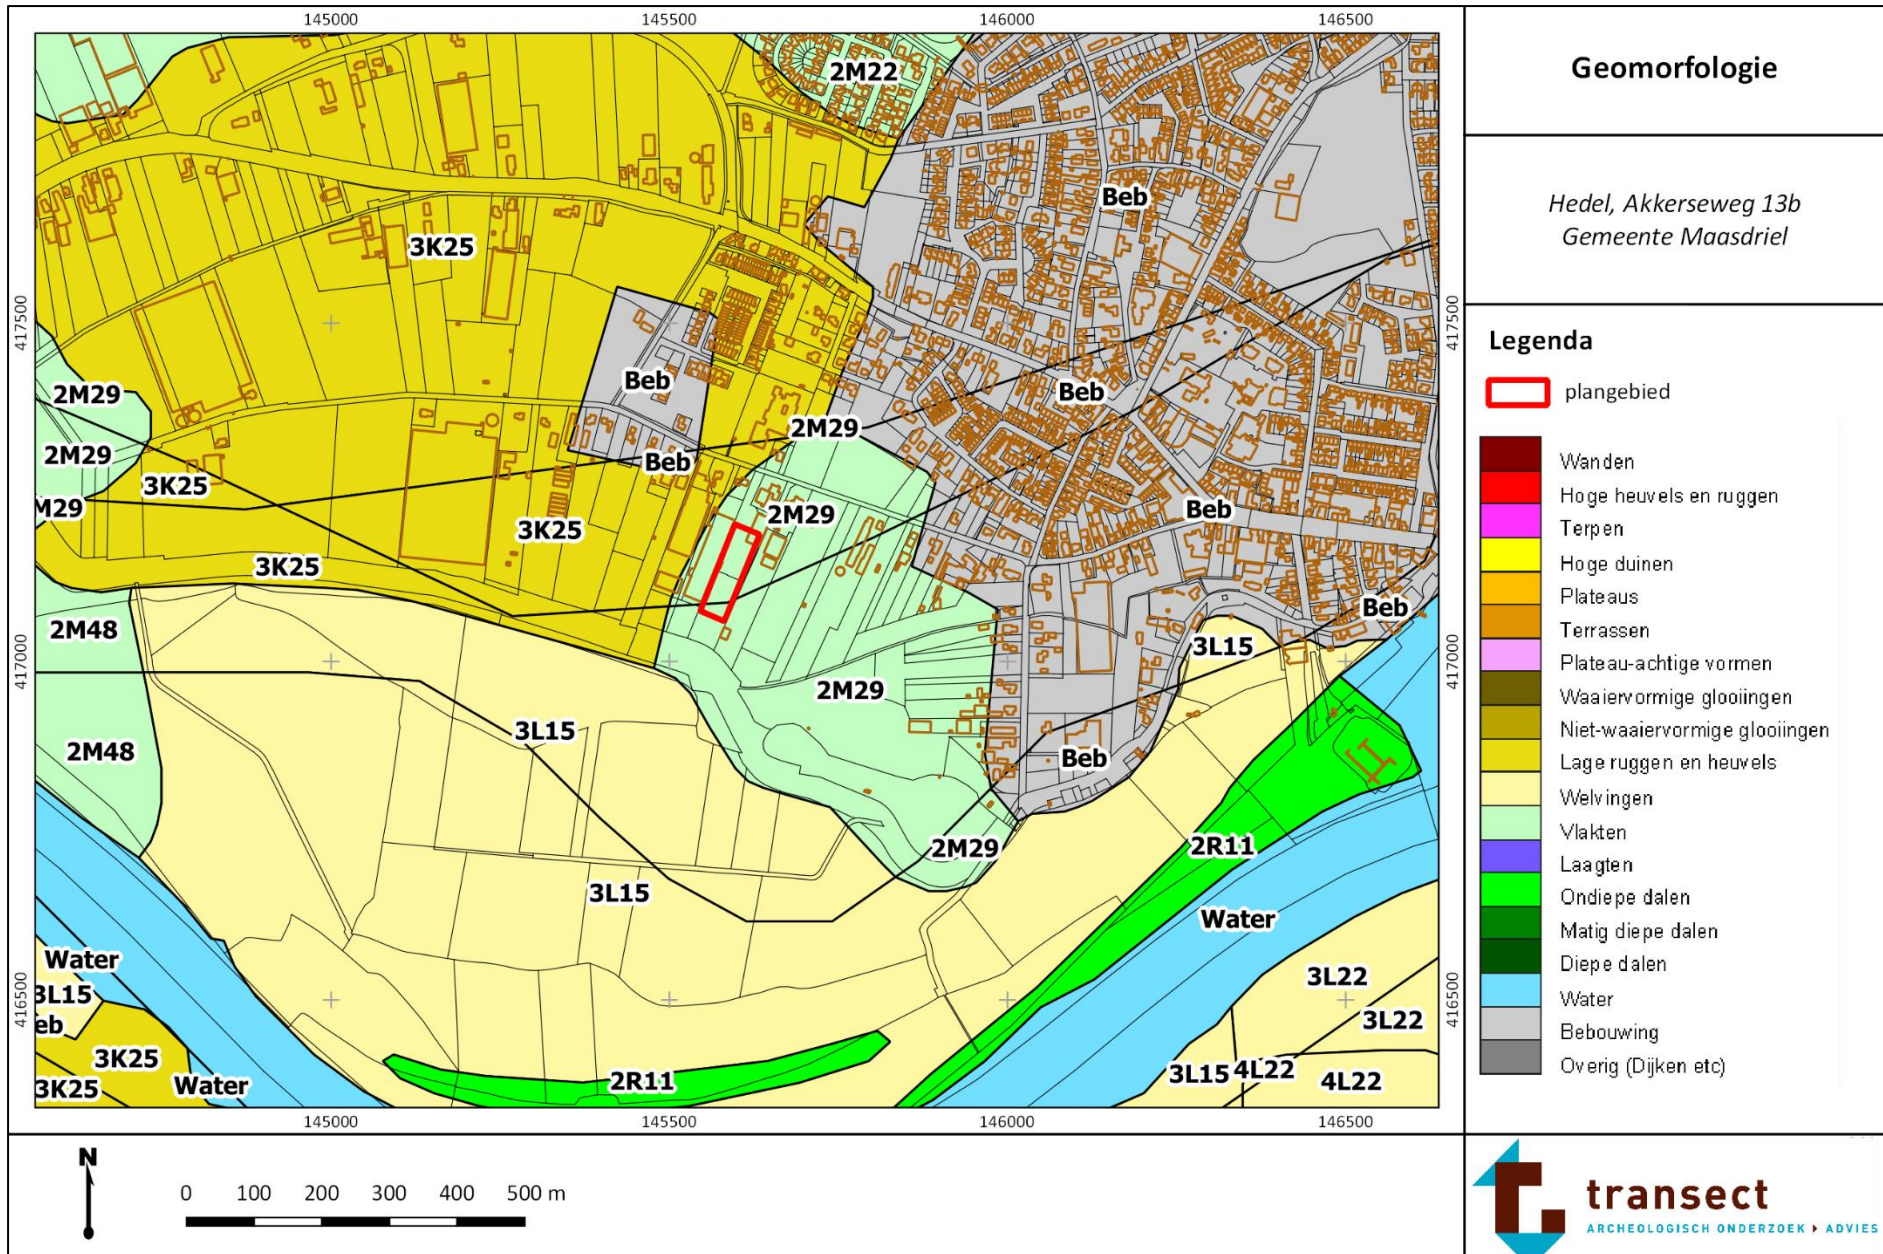 145000 145500 146000 146500
2M22
Beb
3K25
417500 417500
Beb
2M29
Beb
2M29
2M29
Beb
3K25
M29
2M29
Beb
3K25
3K25
Beb
2M48
3L15
417000 417000
2M29
3L15
2M48
Beb
2R11
2M29
3L15
Water
Water
3L22
3L15
3L22
eb
416500 416500
3K25
3L15
4L22
2R11
4L22
3K25
Water
145000 145500 146000 146500
N
0 100 200 300 400 500 m
Geomorfologie
Hedel, Akkerseweg 13b
Gemeente Maasdriel
Legenda
plangebied
Wanden
Hoge heuvels en ruggen
Terpen
Hoge duinen
Plateaus
Terrassen
Plateau-achtige vormen
Waaiervormige glooiingen
Niet-waaiervormige glooiingen
Lage ruggen en heuvels
Welvingen
Vlakten
Laagten
Ondiepe dalen
Matig diepe dalen
Diepe dalen
Water
Bebouwing
Overig (Dijken etc)
transect
ARCHEOLOGISCH ONDERZOEK ▸ ADVIES